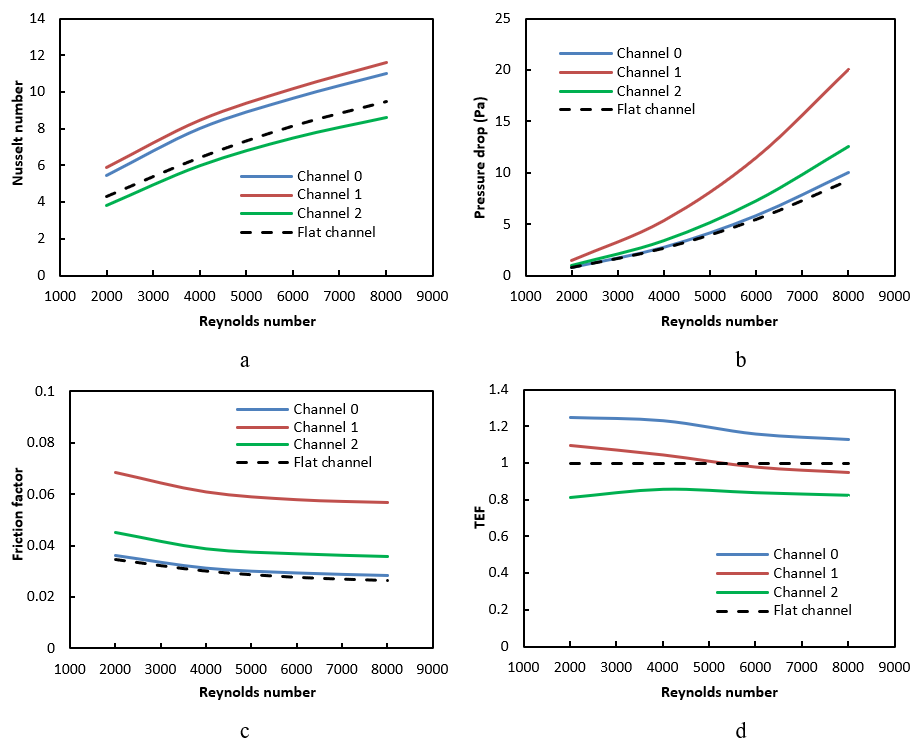 14
12
10
8
6
4
2
0
Nusselt number
Channel 0
Channel 1
Channel 2
Flat channel
1000 2000 3000 4000 5000 6000 7000 8000 9000
Reynolds number
a
25
20
15
10
5
0
Pressure drop (Pa)
Channel 0
Channel 1
Channel 2
Flat channel
1000 2000 3000 4000 5000 6000 7000 8000 9000
Reynolds number
b
0.1
0.08
0.06
0.04
0.02
0
Friction factor
Channel 0
Channel 1
Channel 2
Flat channel
1000 2000 3000 4000 5000 6000 7000 8000 9000
Reynolds number
c
1.4
1.2
1
0.8
0.6
0.4
0.2
0
TEF
Channel 0
Channel 1
Channel 2
Flat channel
1000 2000 3000 4000 5000 6000 7000 8000 9000
Reynolds number
d